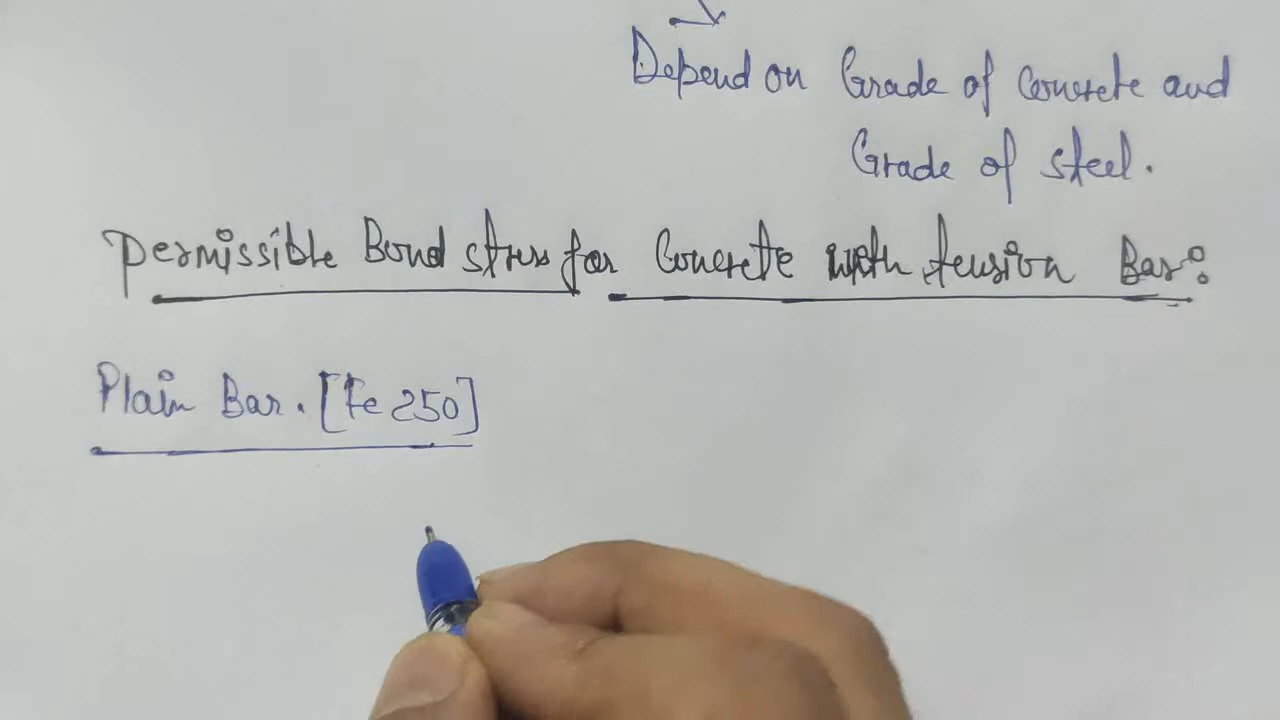 Depend on Grade of Concrete and
Grade of steel.
Permissible Bond stress for Concrete with tension Bar:
Plain Bar. [Fe 250]